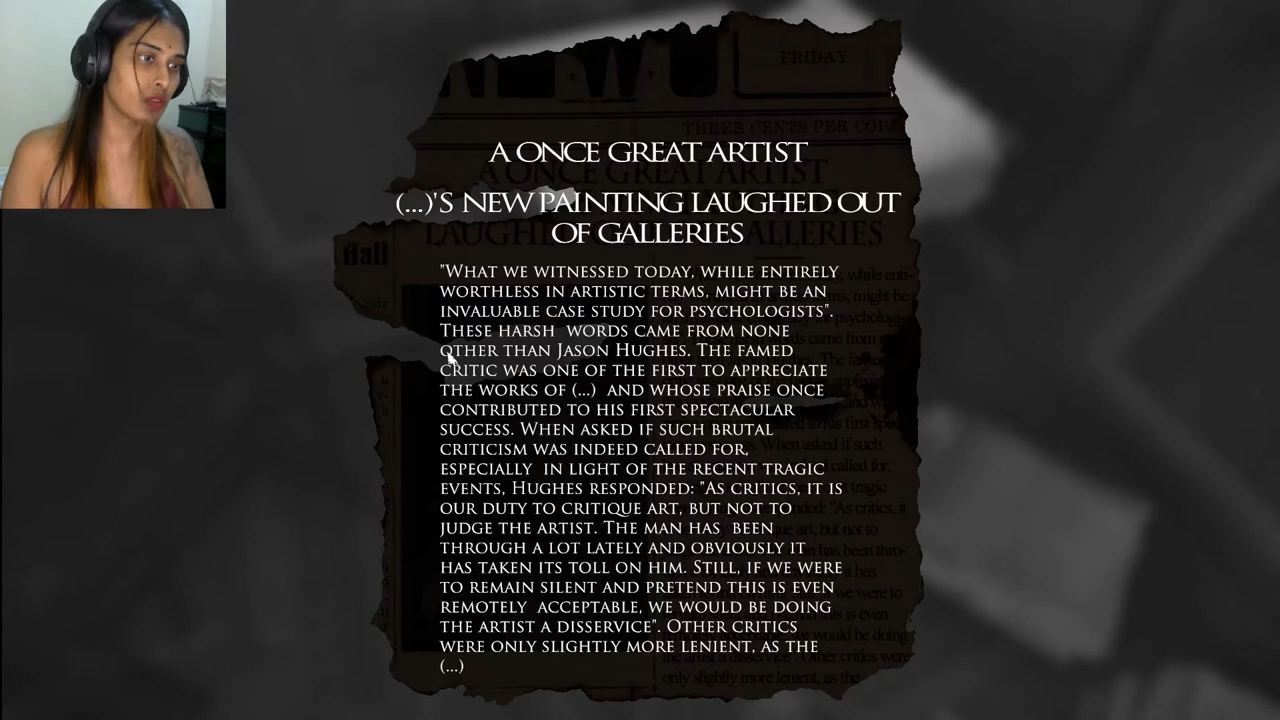 FRIDAY
THREE CENTS PER COPY
A ONCE GREAT ARTIST
(...)'S NEW PAINTING LAUGHED OUT
OF GALLERIES
Hall
"WHAT WE WITNESSED TODAY, WHILE ENTIRELY
WORTHLESS IN ARTISTIC TERMS, MIGHT BE AN
INVALUABLE CASE STUDY FOR PSYCHOLOGISTS".
THESE HARSH WORDS CAME FROM NONE
OTHER THAN JASON HUGHES. THE FAMED
CRITIC WAS ONE OF THE FIRST TO APPRECIATE
THE WORKS OF (...) AND WHOSE PRAISE ONCE
CONTRIBUTED TO HIS FIRST SPECTACULAR
SUCCESS. WHEN ASKED IF SUCH BRUTAL
CRITICISM WAS INDEED CALLED FOR,
ESPECIALLY IN LIGHT OF THE RECENT TRAGIC
EVENTS, HUGHES RESPONDED: "AS CRITICS, IT IS
OUR DUTY TO CRITIQUE ART, BUT NOT TO
JUDGE THE ARTIST. THE MAN HAS BEEN
THROUGH A LOT LATELY AND OBVIOUSLY IT
HAS TAKEN ITS TOLL ON HIM. STILL, IF WE WERE
TO REMAIN SILENT AND PRETEND THIS IS EVEN
REMOTELY ACCEPTABLE, WE WOULD BE DOING
THE ARTIST A DISSERVICE". OTHER CRITICS
WERE ONLY SLIGHTLY MORE LENIENT, AS THE
(...)